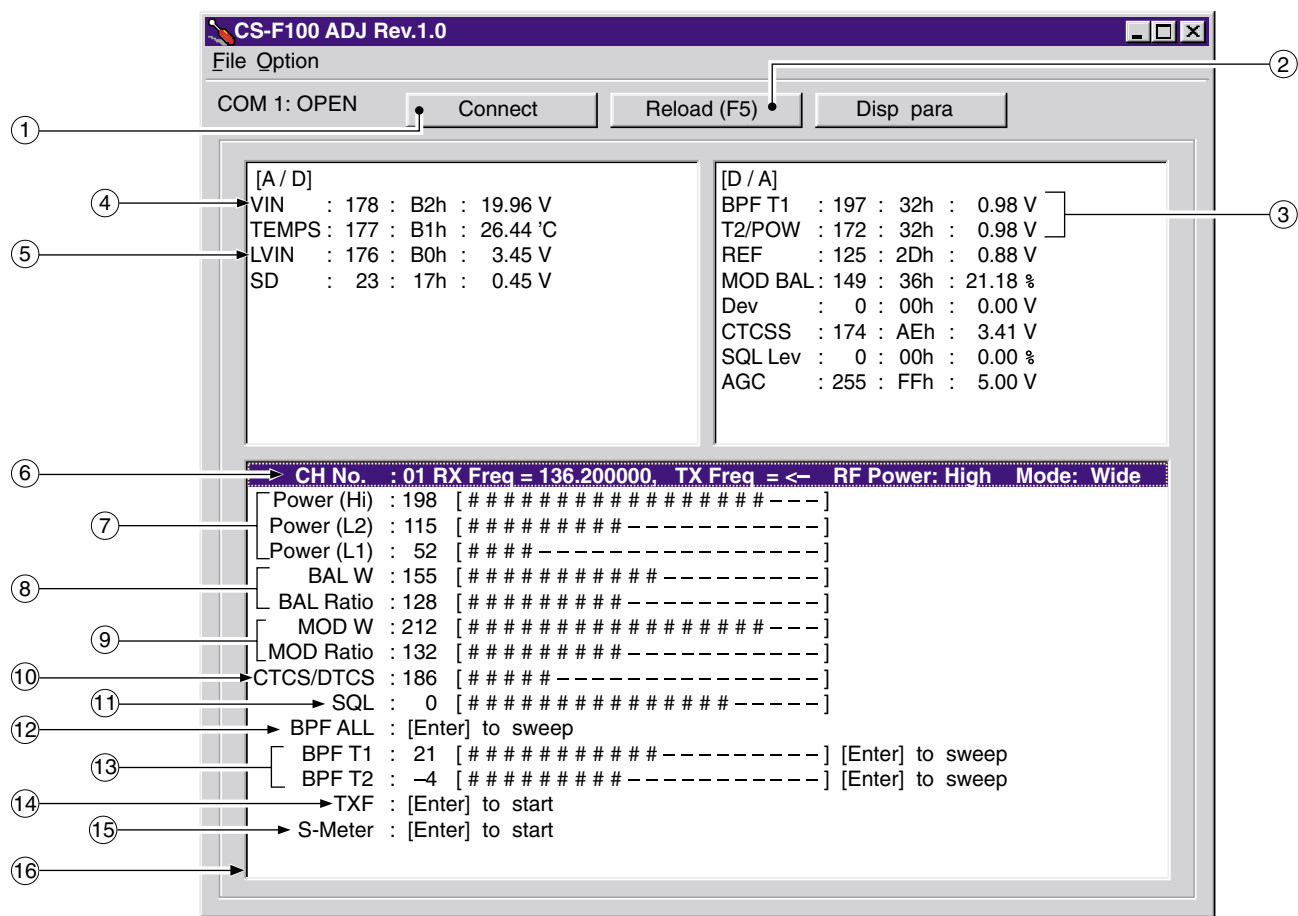 CS-F100 ADJ Rev.1.0
File Option
②
COM 1: OPEN
Connect
Reload (F5)
Disp para
①
[A / D]
④ VIN : 178 : B2h : 19.96 V
TEMPS : 177 : B1h : 26.44 'C
⑤ LVIN : 176 : B0h : 3.45 V
SD : 23 : 17h : 0.45 V
[D / A]
BPF T1 : 197 : 32h : 0.98 V
T2/POW : 172 : 32h : 0.98 V
③
REF : 125 : 2Dh : 0.88 V
MOD BAL : 149 : 36h : 21.18 %
Dev : 0 : 00h : 0.00 V
CTCSS : 174 : AEh : 3.41 V
SQL Lev : 0 : 00h : 0.00 %
AGC : 255 : FFh : 5.00 V
⑥ CH No. : 01 RX Freq = 136.200000, TX Freq = <– RF Power: High Mode: Wide
Power (Hi) : 198 [ # # # # # # # # # # # # # # # # # – – – ]
⑦ Power (L2) : 115 [ # # # # # # # # # – – – – – – – – – – – ]
Power (L1) : 52 [ # # # # – – – – – – – – – – – – – – – – ]
⑧ BAL W : 155 [ # # # # # # # # # # # – – – – – – – – – ]
BAL Ratio : 128 [ # # # # # # # # # – – – – – – – – – – – ]
⑨ MOD W : 212 [ # # # # # # # # # # # # # # # # # – – – ]
MOD Ratio : 132 [ # # # # # # # # # – – – – – – – – – – – ]
⑩ CTCS/DTCS : 186 [ # # # # # – – – – – – – – – – – – – – – ]
⑪ SQL : 0 [ # # # # # # # # # # # # # # # – – – – – ]
⑫ BPF ALL : [Enter] to sweep
⑬ BPF T1 : 21 [ # # # # # # # # # # # – – – – – – – – – ] [Enter] to sweep
BPF T2 : –4 [ # # # # # # # # # – – – – – – – – – – – ] [Enter] to sweep
⑭ TXF : [Enter] to start
⑮ S-Meter : [Enter] to start
⑯